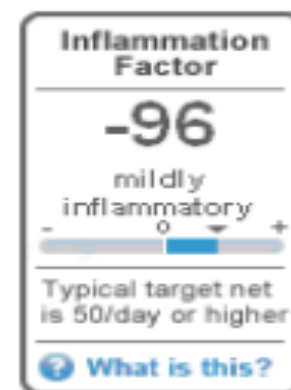 Inflammation
Factor
-96
mildly
inflammatory
- 0 +
Typical target net
is 50/day or higher
? What is this?